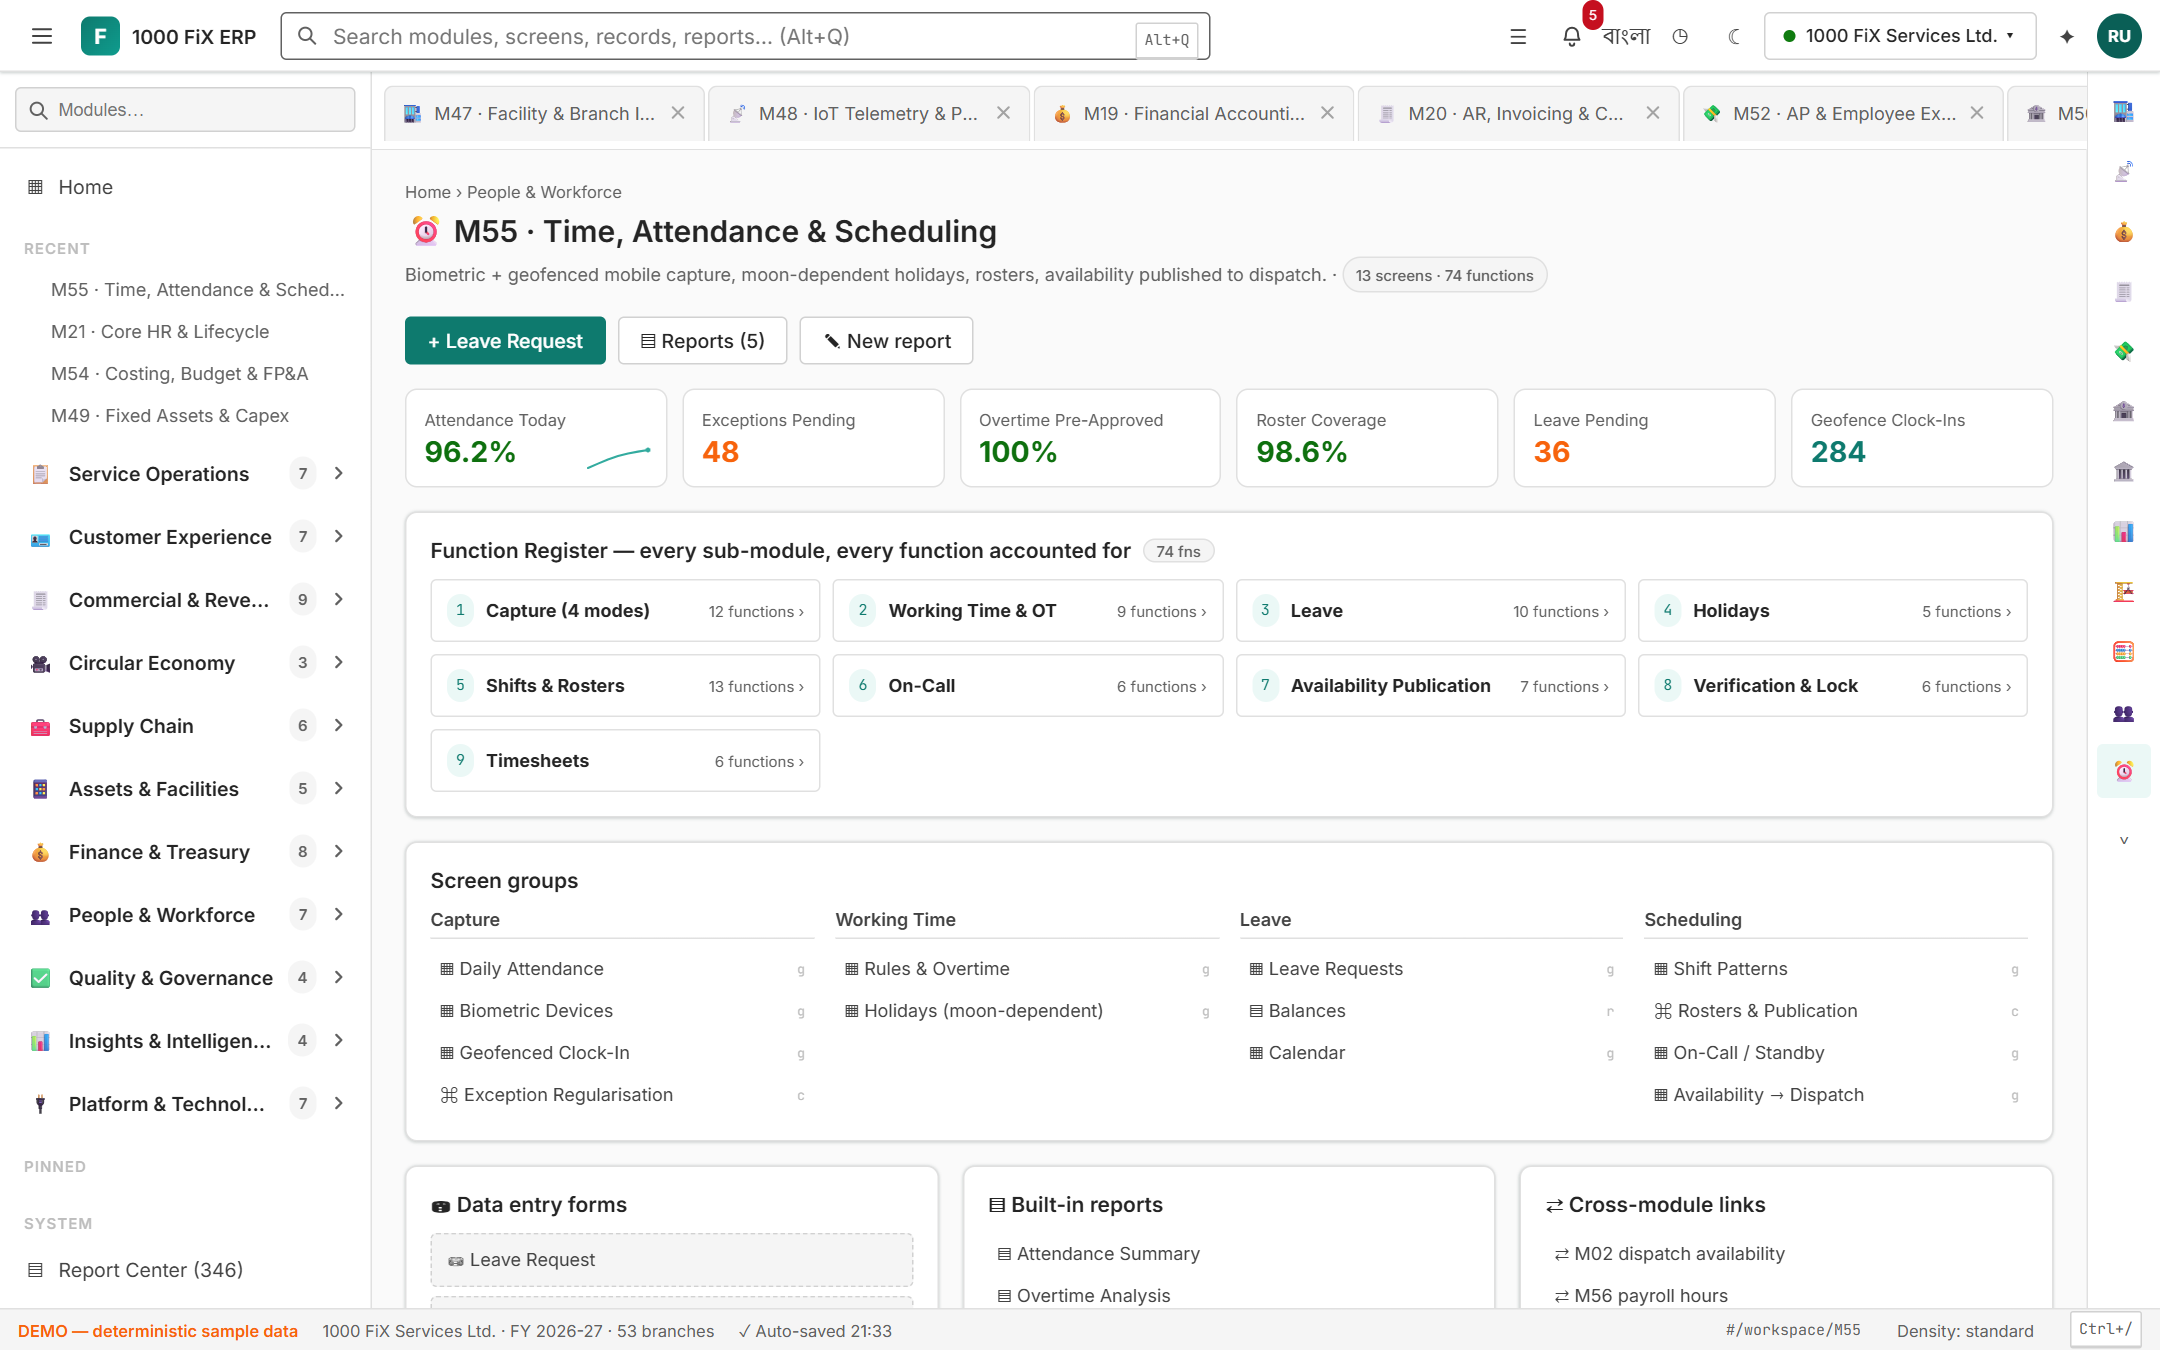 F 1000 FiX ERP
Search modules, screens, records, reports... (Alt+Q)
Alt+Q
5
বাংলা
1000 FiX Services Ltd.
RU
Modules...
M47 · Facility & Branch I...
M48 · IoT Telemetry & P...
M19 · Financial Accounti...
M20 · AR, Invoicing & C...
M52 · AP & Employee Ex...
Home
RECENT
M55 · Time, Attendance & Sched...
M21 · Core HR & Lifecycle
M54 · Costing, Budget & FP&A
M49 · Fixed Assets & Capex
Service Operations 7
Customer Experience 7
Commercial & Reve... 9
Circular Economy 3
Supply Chain 6
Assets & Facilities 5
Finance & Treasury 8
People & Workforce 7
Quality & Governance 4
Insights & Intelligen... 4
Platform & Technol... 7
PINNED
SYSTEM
Report Center (346)
Home › People & Workforce
M55 · Time, Attendance & Scheduling
Biometric + geofenced mobile capture, moon-dependent holidays, rosters, availability published to dispatch. · 13 screens · 74 functions
+ Leave Request
Reports (5)
New report
Attendance Today
96.2%
Exceptions Pending
48
Overtime Pre-Approved
100%
Roster Coverage
98.6%
Leave Pending
36
Geofence Clock-Ins
284
Function Register — every sub-module, every function accounted for 74 fns
1 Capture (4 modes) 12 functions ›
2 Working Time & OT 9 functions ›
3 Leave 10 functions ›
4 Holidays 5 functions ›
5 Shifts & Rosters 13 functions ›
6 On-Call 6 functions ›
7 Availability Publication 7 functions ›
8 Verification & Lock 6 functions ›
9 Timesheets 6 functions ›
Screen groups
Capture
Daily Attendance g
Biometric Devices g
Geofenced Clock-In g
Exception Regularisation c
Working Time
Rules & Overtime g
Holidays (moon-dependent) g
Leave
Leave Requests g
Balances r
Calendar g
Scheduling
Shift Patterns g
Rosters & Publication c
On-Call / Standby g
Availability → Dispatch g
Data entry forms
Leave Request
Built-in reports
Attendance Summary
Overtime Analysis
Cross-module links
M02 dispatch availability
M56 payroll hours
DEMO — deterministic sample data
1000 FiX Services Ltd. · FY 2026-27 · 53 branches
✓ Auto-saved 21:33
#/workspace/M55
Density: standard
Ctrl+/